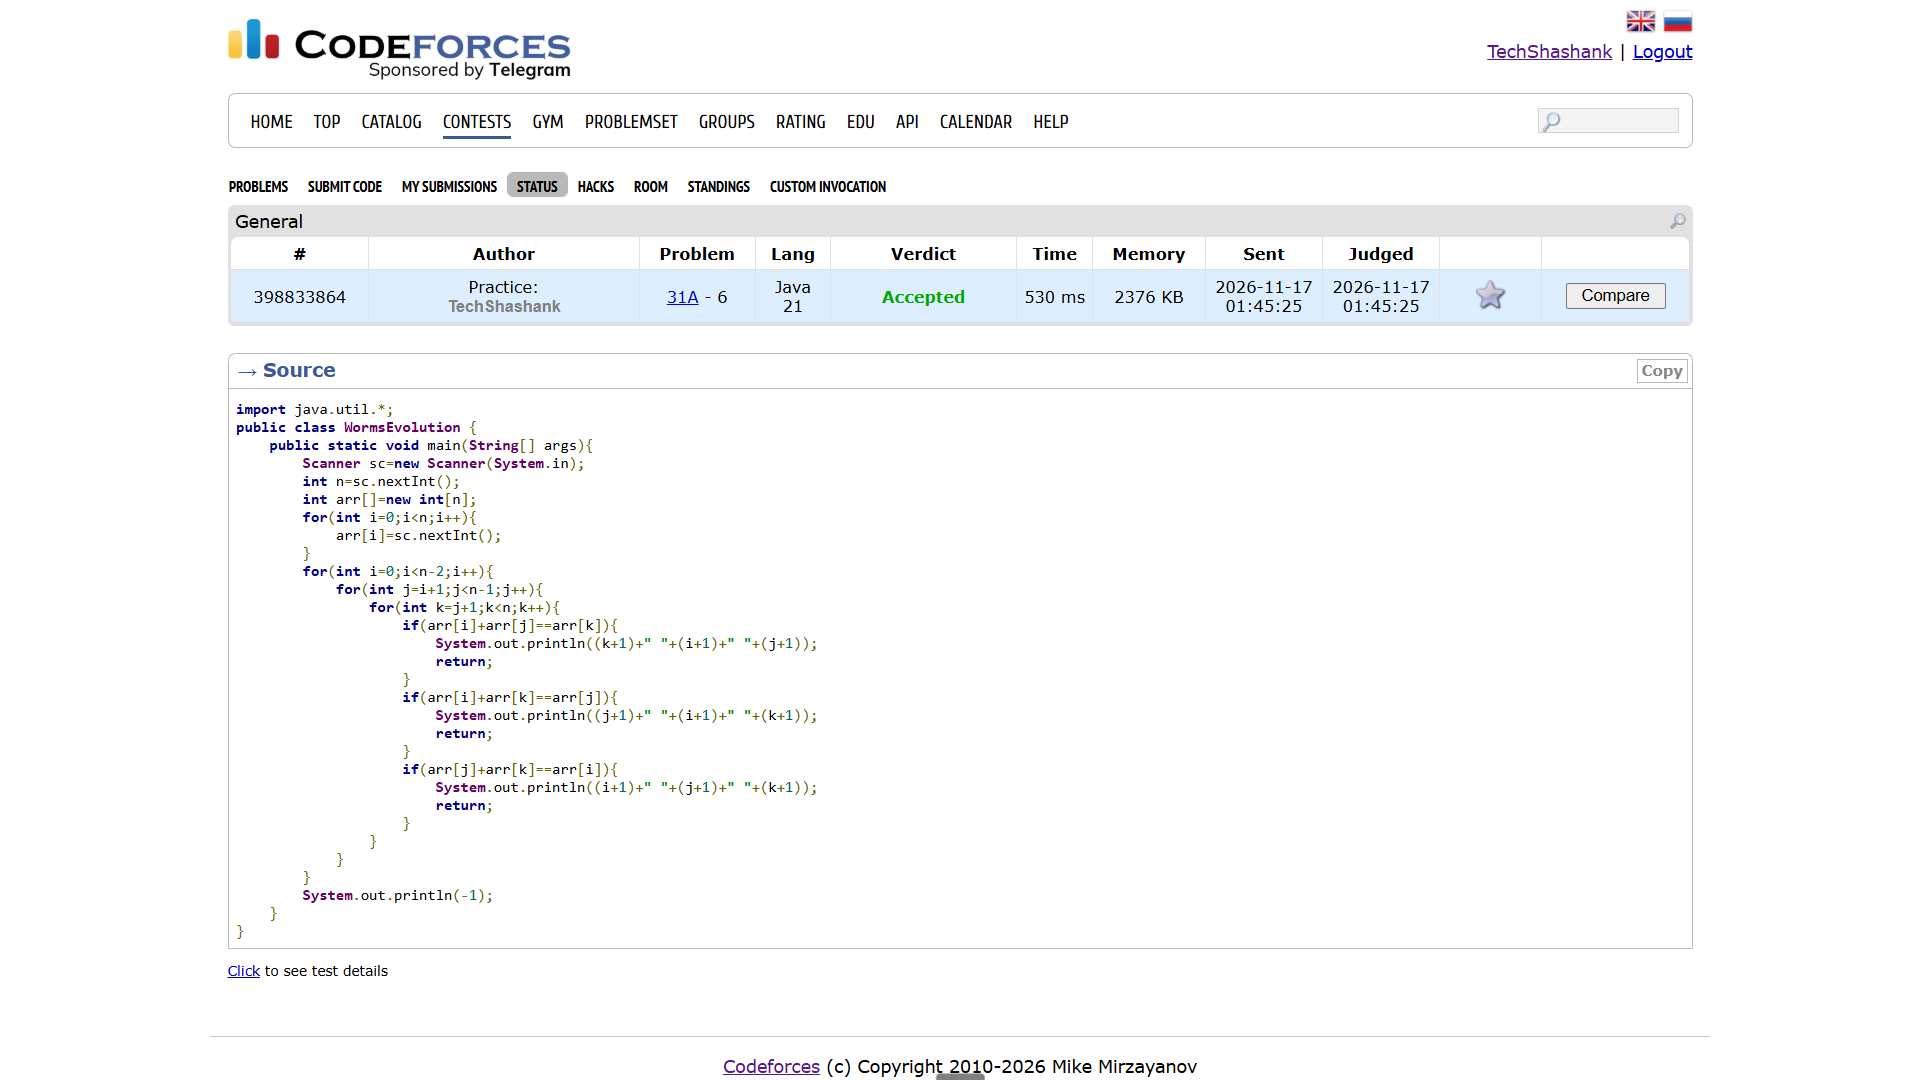 CODEFORCES
Sponsored by Telegram
TechShashank | Logout
HOME TOP CATALOG CONTESTS GYM PROBLEMSET GROUPS RATING EDU API CALENDAR HELP
PROBLEMS SUBMIT CODE MY SUBMISSIONS STATUS HACKS ROOM STANDINGS CUSTOM INVOCATION
General
# Author Problem Lang Verdict Time Memory Sent Judged
398833864 Practice: TechShashank 31A - 6 Java 21 Accepted 530 ms 2376 KB 2026-11-17 01:45:25 2026-11-17 01:45:25 Compare
→ Source Copy
import java.util.*;
public class WormsEvolution {
    public static void main(String[] args){
        Scanner sc=new Scanner(System.in);
        int n=sc.nextInt();
        int arr[]=new int[n];
        for(int i=0;i<n;i++){
            arr[i]=sc.nextInt();
        }
        for(int i=0;i<n-2;i++){
            for(int j=i+1;j<n-1;j++){
                for(int k=j+1;k<n;k++){
                    if(arr[i]+arr[j]==arr[k]){
                        System.out.println((k+1)+" "+(i+1)+" "+(j+1));
                        return;
                    }
                    if(arr[i]+arr[k]==arr[j]){
                        System.out.println((j+1)+" "+(i+1)+" "+(k+1));
                        return;
                    }
                    if(arr[j]+arr[k]==arr[i]){
                        System.out.println((i+1)+" "+(j+1)+" "+(k+1));
                        return;
                    }
                }
            }
        }
        System.out.println(-1);
    }
}
Click to see test details
Codeforces (c) Copyright 2010-2026 Mike Mirzayanov